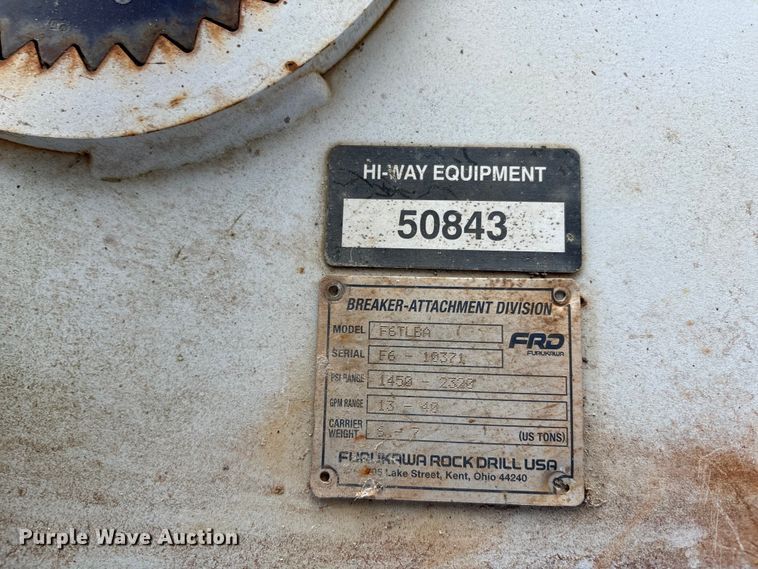 HI-WAY EQUIPMENT
50843
BREAKER-ATTACHMENT DIVISION
MODEL F6TLBA
FRD
FURUKAWA
SERIAL F6 - 10371
PSI RANGE 1450 - 2320
GPM RANGE 13 - 40
CARRIER WEIGHT - 7 (US TONS)
FURUKAWA ROCK DRILL USA
Lake Street, Kent, Ohio 44240
Purple Wave Auction